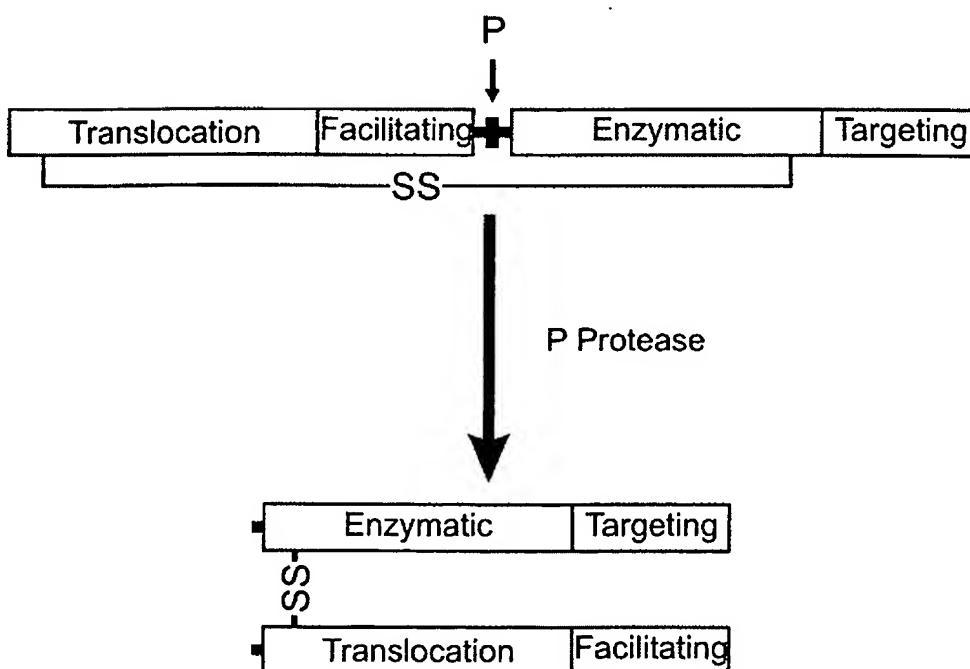 P
Translocation Facilitating Enzymatic Targeting
SS
P Protease
Enzymatic Targeting
SS
Translocation Facilitating